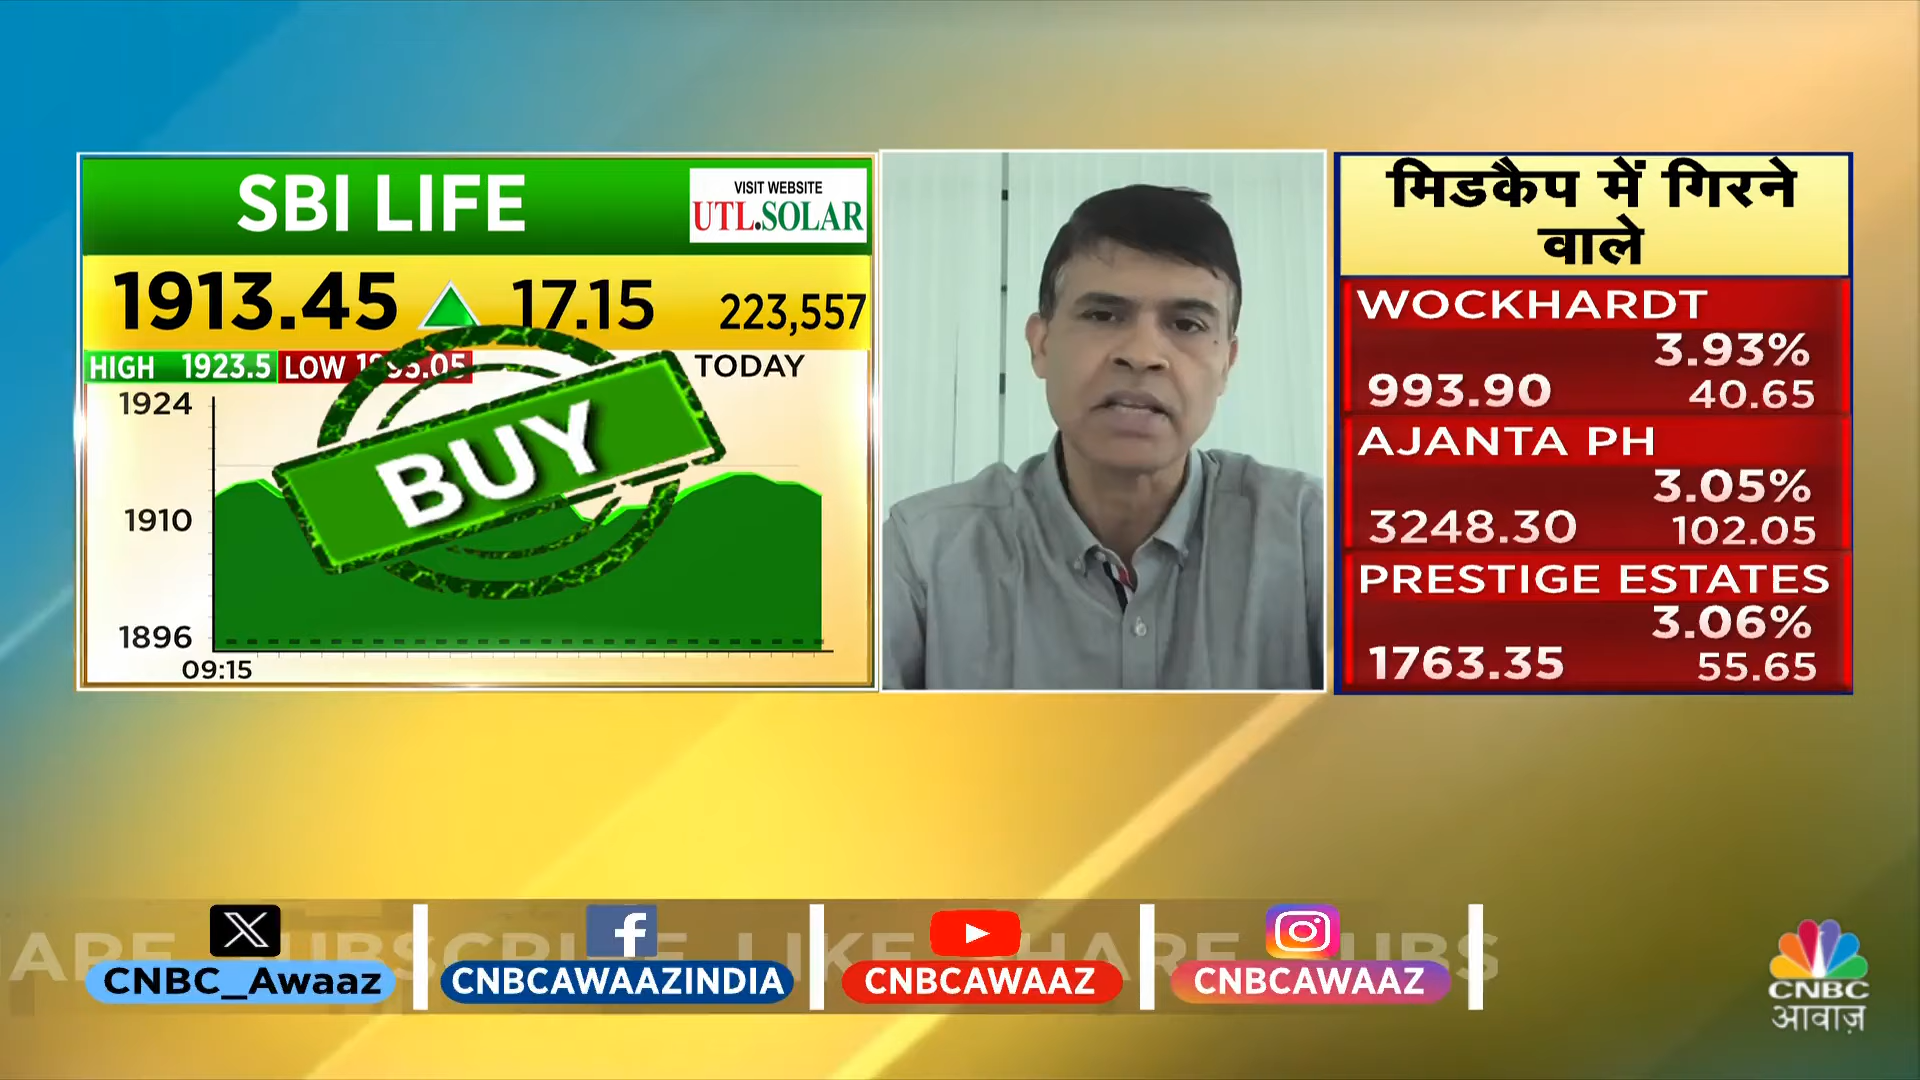 SBI LIFE
VISIT WEBSITE
UTL.SOLAR
1913.45 17.15 223,557
HIGH 1923.5 LOW
TODAY
BUY
1924
1910
1896
09:15
मिडकैप में गिरने
वाले
WOCKHARDT
3.93%
993.90 40.65
AJANTA PH
3.05%
3248.30 102.05
PRESTIGE ESTATES
3.06%
1763.35 55.65
LIKE
CNBC_Awaaz
CNBCAWAAZINDIA
CNBCAWAAZ
CNBCAWAAZ
CNBC
आवाज़